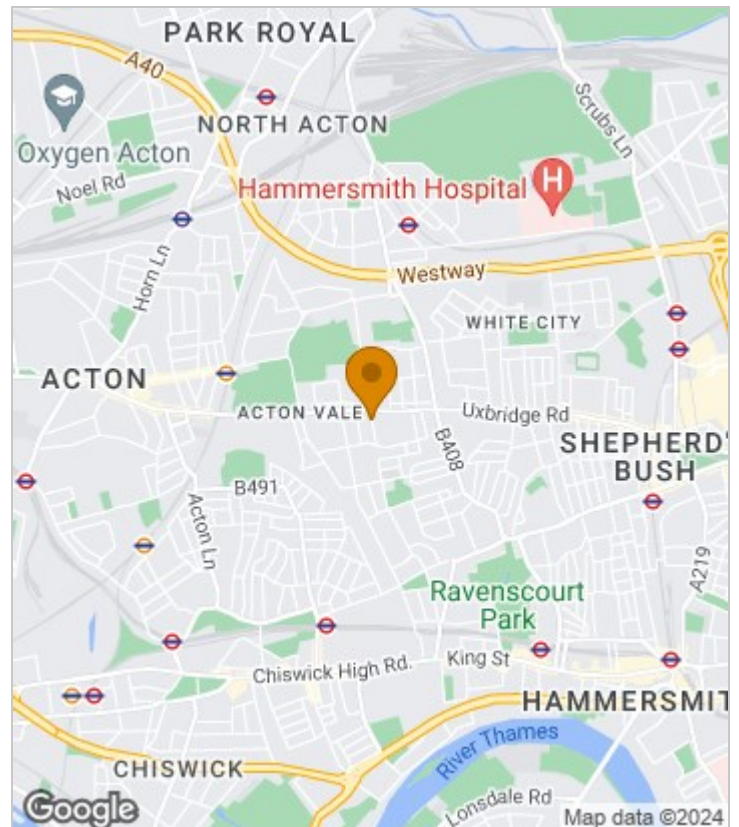 PARK ROYAL
A40
Scrubs Ln
NORTH ACTON
Oxygen Acton
Noel Rd
Hammersmith Hospital
H
Horn Ln
Westway
WHITE CITY
ACTON
ACTON VALE
Uxbridge Rd
B408
SHEPHERD'
BUSH
B491
Acton Ln
A219
Ravenscourt
Park
King St
Chiswick High Rd.
HAMMERSMIT
River Thames
CHISWICK
Lonsdale Rd
Google
Map data ©2024